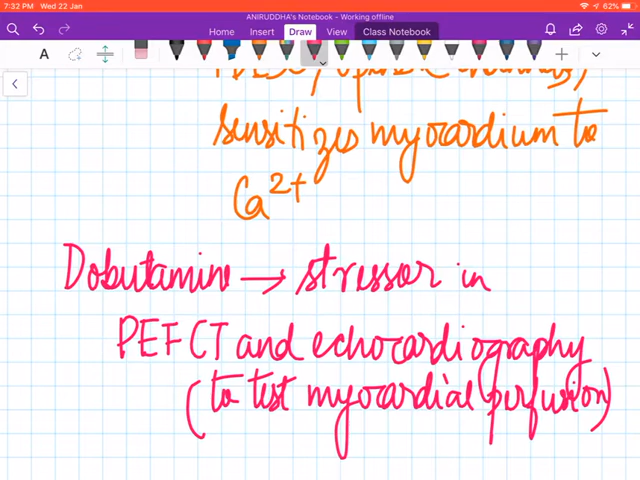 7:32 PM Wed 22 Jan
62%
ANIRUDDHA's Notebook - Working offline
Home Insert Draw View Class Notebook
A
sensitizes myocardium to
Ca2+
Dobutamine → stressor in
PEFCT and echocardiography
(to test myocardial perfusion)